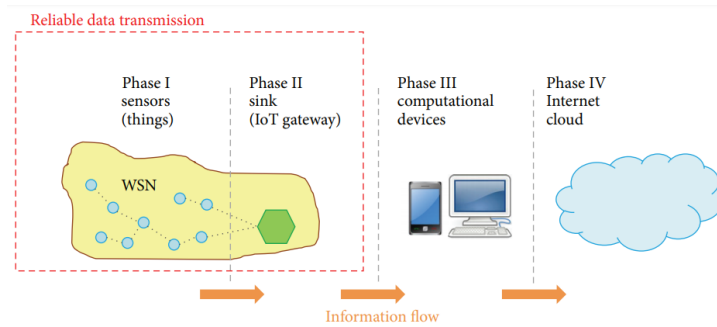 Reliable data transmission
Phase I
sensors
(things)
Phase II
sink
(IoT gateway)
Phase III
computational
devices
Phase IV
Internet
cloud
WSN
Information flow